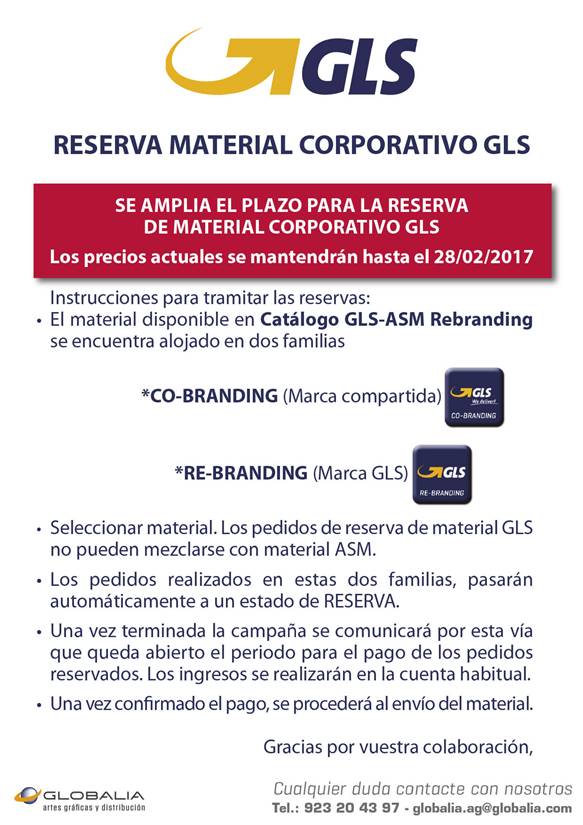 GLS
RESERVA MATERIAL CORPORATIVO GLS
SE AMPLIA EL PLAZO PARA LA RESERVA
DE MATERIAL CORPORATIVO GLS
Los precios actuales se mantendrán hasta el 28/02/2017
Instrucciones para tramitar las reservas:
• El material disponible en Catálogo GLS-ASM Rebranding
se encuentra alojado en dos familias
*CO-BRANDING (Marca compartida)
GLS
We deliver!
CO-BRANDING
*RE-BRANDING (Marca GLS)
GLS
RE-BRANDING
• Seleccionar material. Los pedidos de reserva de material GLS
no pueden mezclarse con material ASM.
• Los pedidos realizados en estas dos familias, pasarán
automáticamente a un estado de RESERVA.
• Una vez terminada la campaña se comunicará por esta vía
que queda abierto el periodo para el pago de los pedidos
reservados. Los ingresos se realizarán en la cuenta habitual.
• Una vez confirmado el pago, se procederá al envío del material.
Gracias por vuestra colaboración,
GLOBALIA
artes gráficas y distribución
Cualquier duda contacte con nosotros
Tel.: 923 20 43 97 - globalia.ag@globalia.com